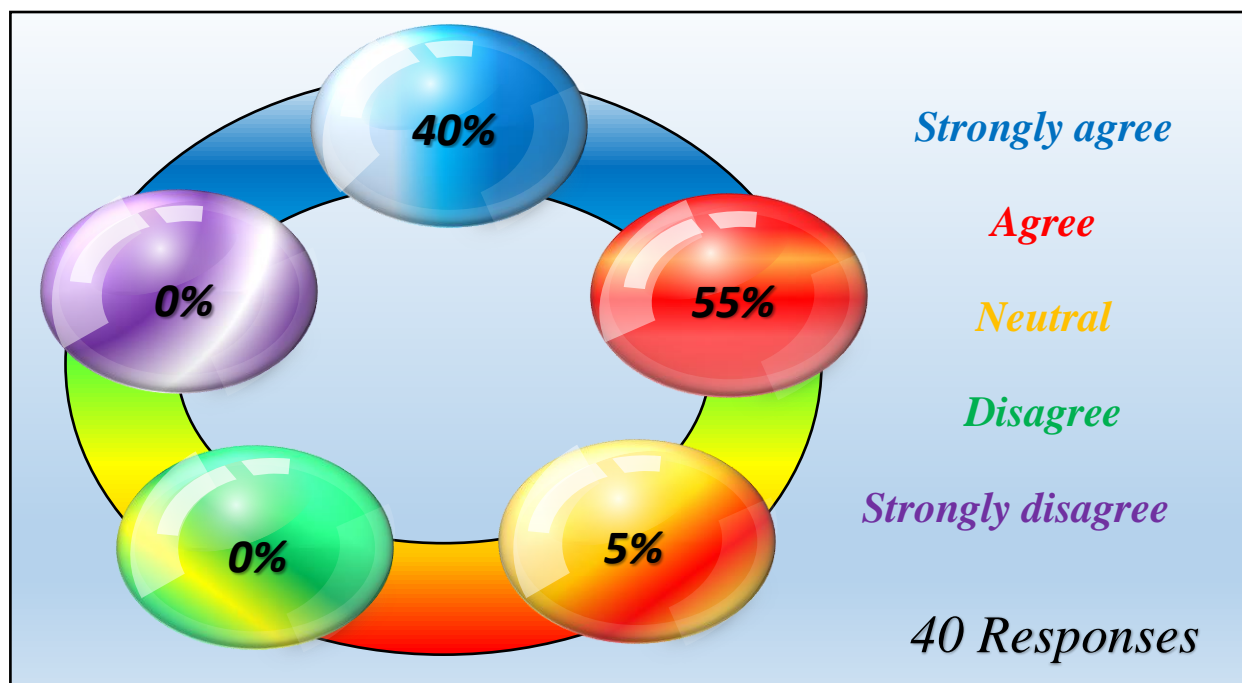 40%
55%
5%
0%
0%
Strongly agree
Agree
Neutral
Disagree
Strongly disagree
40 Responses